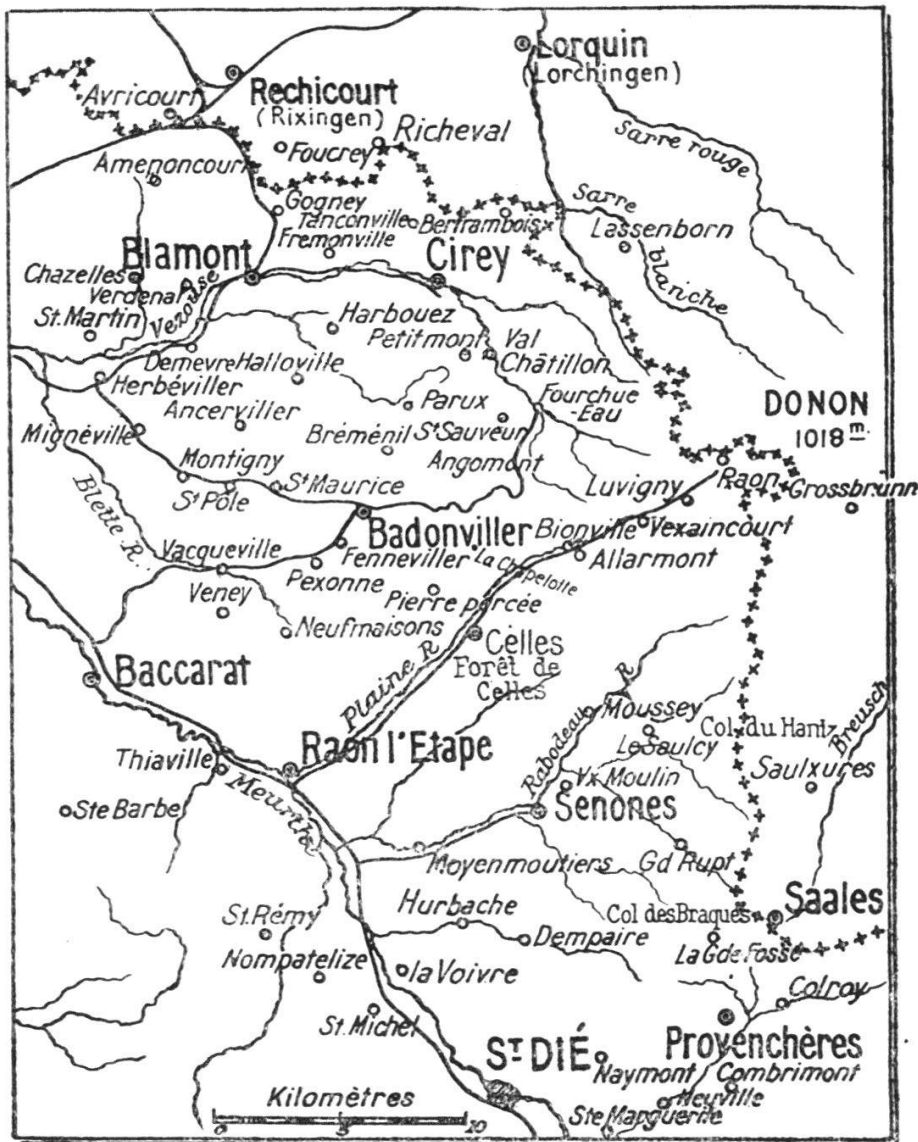 Lorquin
(Lorchingen)
Rechicourt
(Rixingen)
Avricourt
Richeval
Foucrey
Sarre rouge
Amenoncourt
Gogney
Tanconville
Bertrambois
Sarre
blanche
Lassenborn
Fremonville
Blamont
Cirey
Chazelles
Verdenal
Vezouse
St. Martin
Harbouez
Petitmont
Val
Châtillon
Demevre
Halloville
Herbéviller
Parux
Fourchue
-Eau
DONON
1018 m.
Ancerviller
Migneville
Bréménil
St Sauveur
Angomont
Montigny
Raon
St Maurice
Luvigny
Grossbrunn
St Pôle
Blette R.
Badonviller
Bionville
Vexaincourt
Vacqueville
Fenneviller
La Chapelotte
Allarmont
Pexonne
Veney
Pierre percée
Neufmaisons
Celles
Forêt de
Celles
Plaine R
Baccarat
Rabodeau R
Moussey
Col du Hantz
Breusch
Raon l'Etape
Le Saulcy
Thiaville
Meurthe
Vx Moulin
Saulxures
Ste Barbe
Senones
Moyenmoutiers
Gd Rupt
St. Rémy
Hurbache
Col des Braques
Saales
Dempaire
La Gde Fosse
Nompatelize
la Voivre
Colroy
St. Michel
Provenchères
ST DIÉ
Naymont
Combrimont
Neuville
Ste Marguerite
Kilomètres
0 5 10